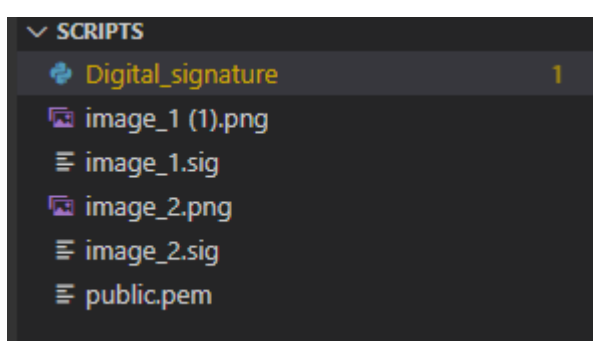 SCRIPTS
Digital_signature 1
image_1 (1).png
image_1.sig
image_2.png
image_2.sig
public.pem